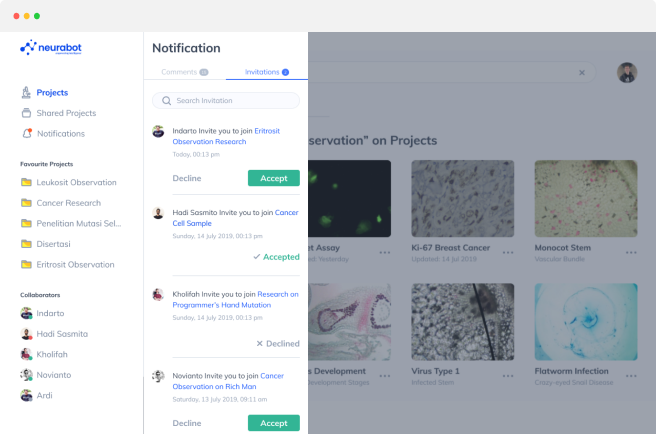 neurabot
Projects
Shared Projects
Notifications
Favourite Projects
Leukosit Observation
Cancer Research
Penelitian Mutasi Sel...
Disertasi
Eritrosit Observation
Collaborators
Indarto
Hadi Sasmita
Kholifah
Novianto
Ardi
Notification
Comments
Invitations
Search Invitation
Indarto Invite you to join Eritrosit
Observation Research
Today, 00.13 pm
Decline Accept
Hadi Sasmito Invite you to join Cancer
Cell Sample
Sunday, 14 july 2019, 00:13 pm
Accepted
Kholifah Invite you to join Research on
Programmer's Hand Mutation
Sunday, 14 july 2019, 00:13 pm
Declined
Novianto Invite you to join Cancer
Observation on Rich Man
Saturday, 13 july 2019, 09:11 am
Decline Accept
servation” on Projects
et Assay
ed: Yesterday
Ki-67 Breast Cancer
Updated: 14 Jul 2019
Monocot Stem
Vascular Bundle
s Development
Development Stages
Virus Type 1
Infected Stem
Flatworm Infection
Crazy-eyed Snail Disease